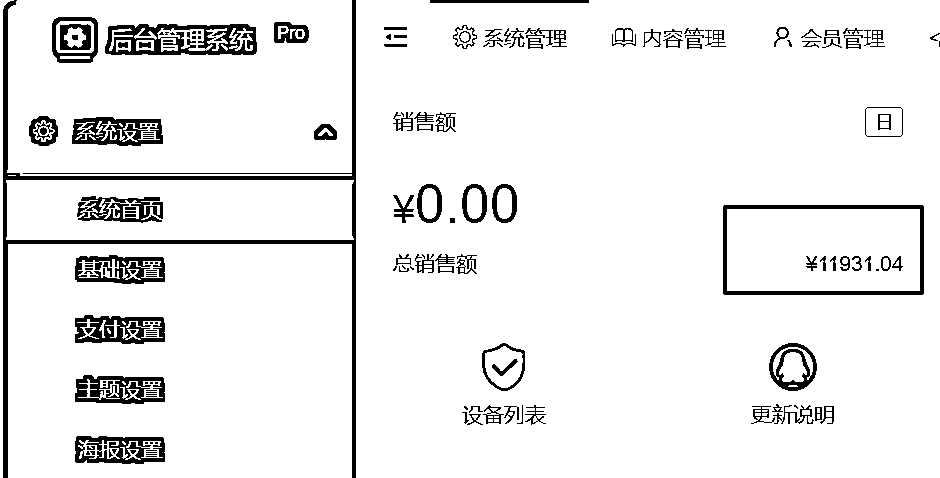 后台管理系统 Pro
系统设置
系统首页
基础设置
支付设置
主题设置
海报设置
系统管理 内容管理 会员管理
销售额 日
¥0.00
总销售额 ¥11931.04
设备列表 更新说明